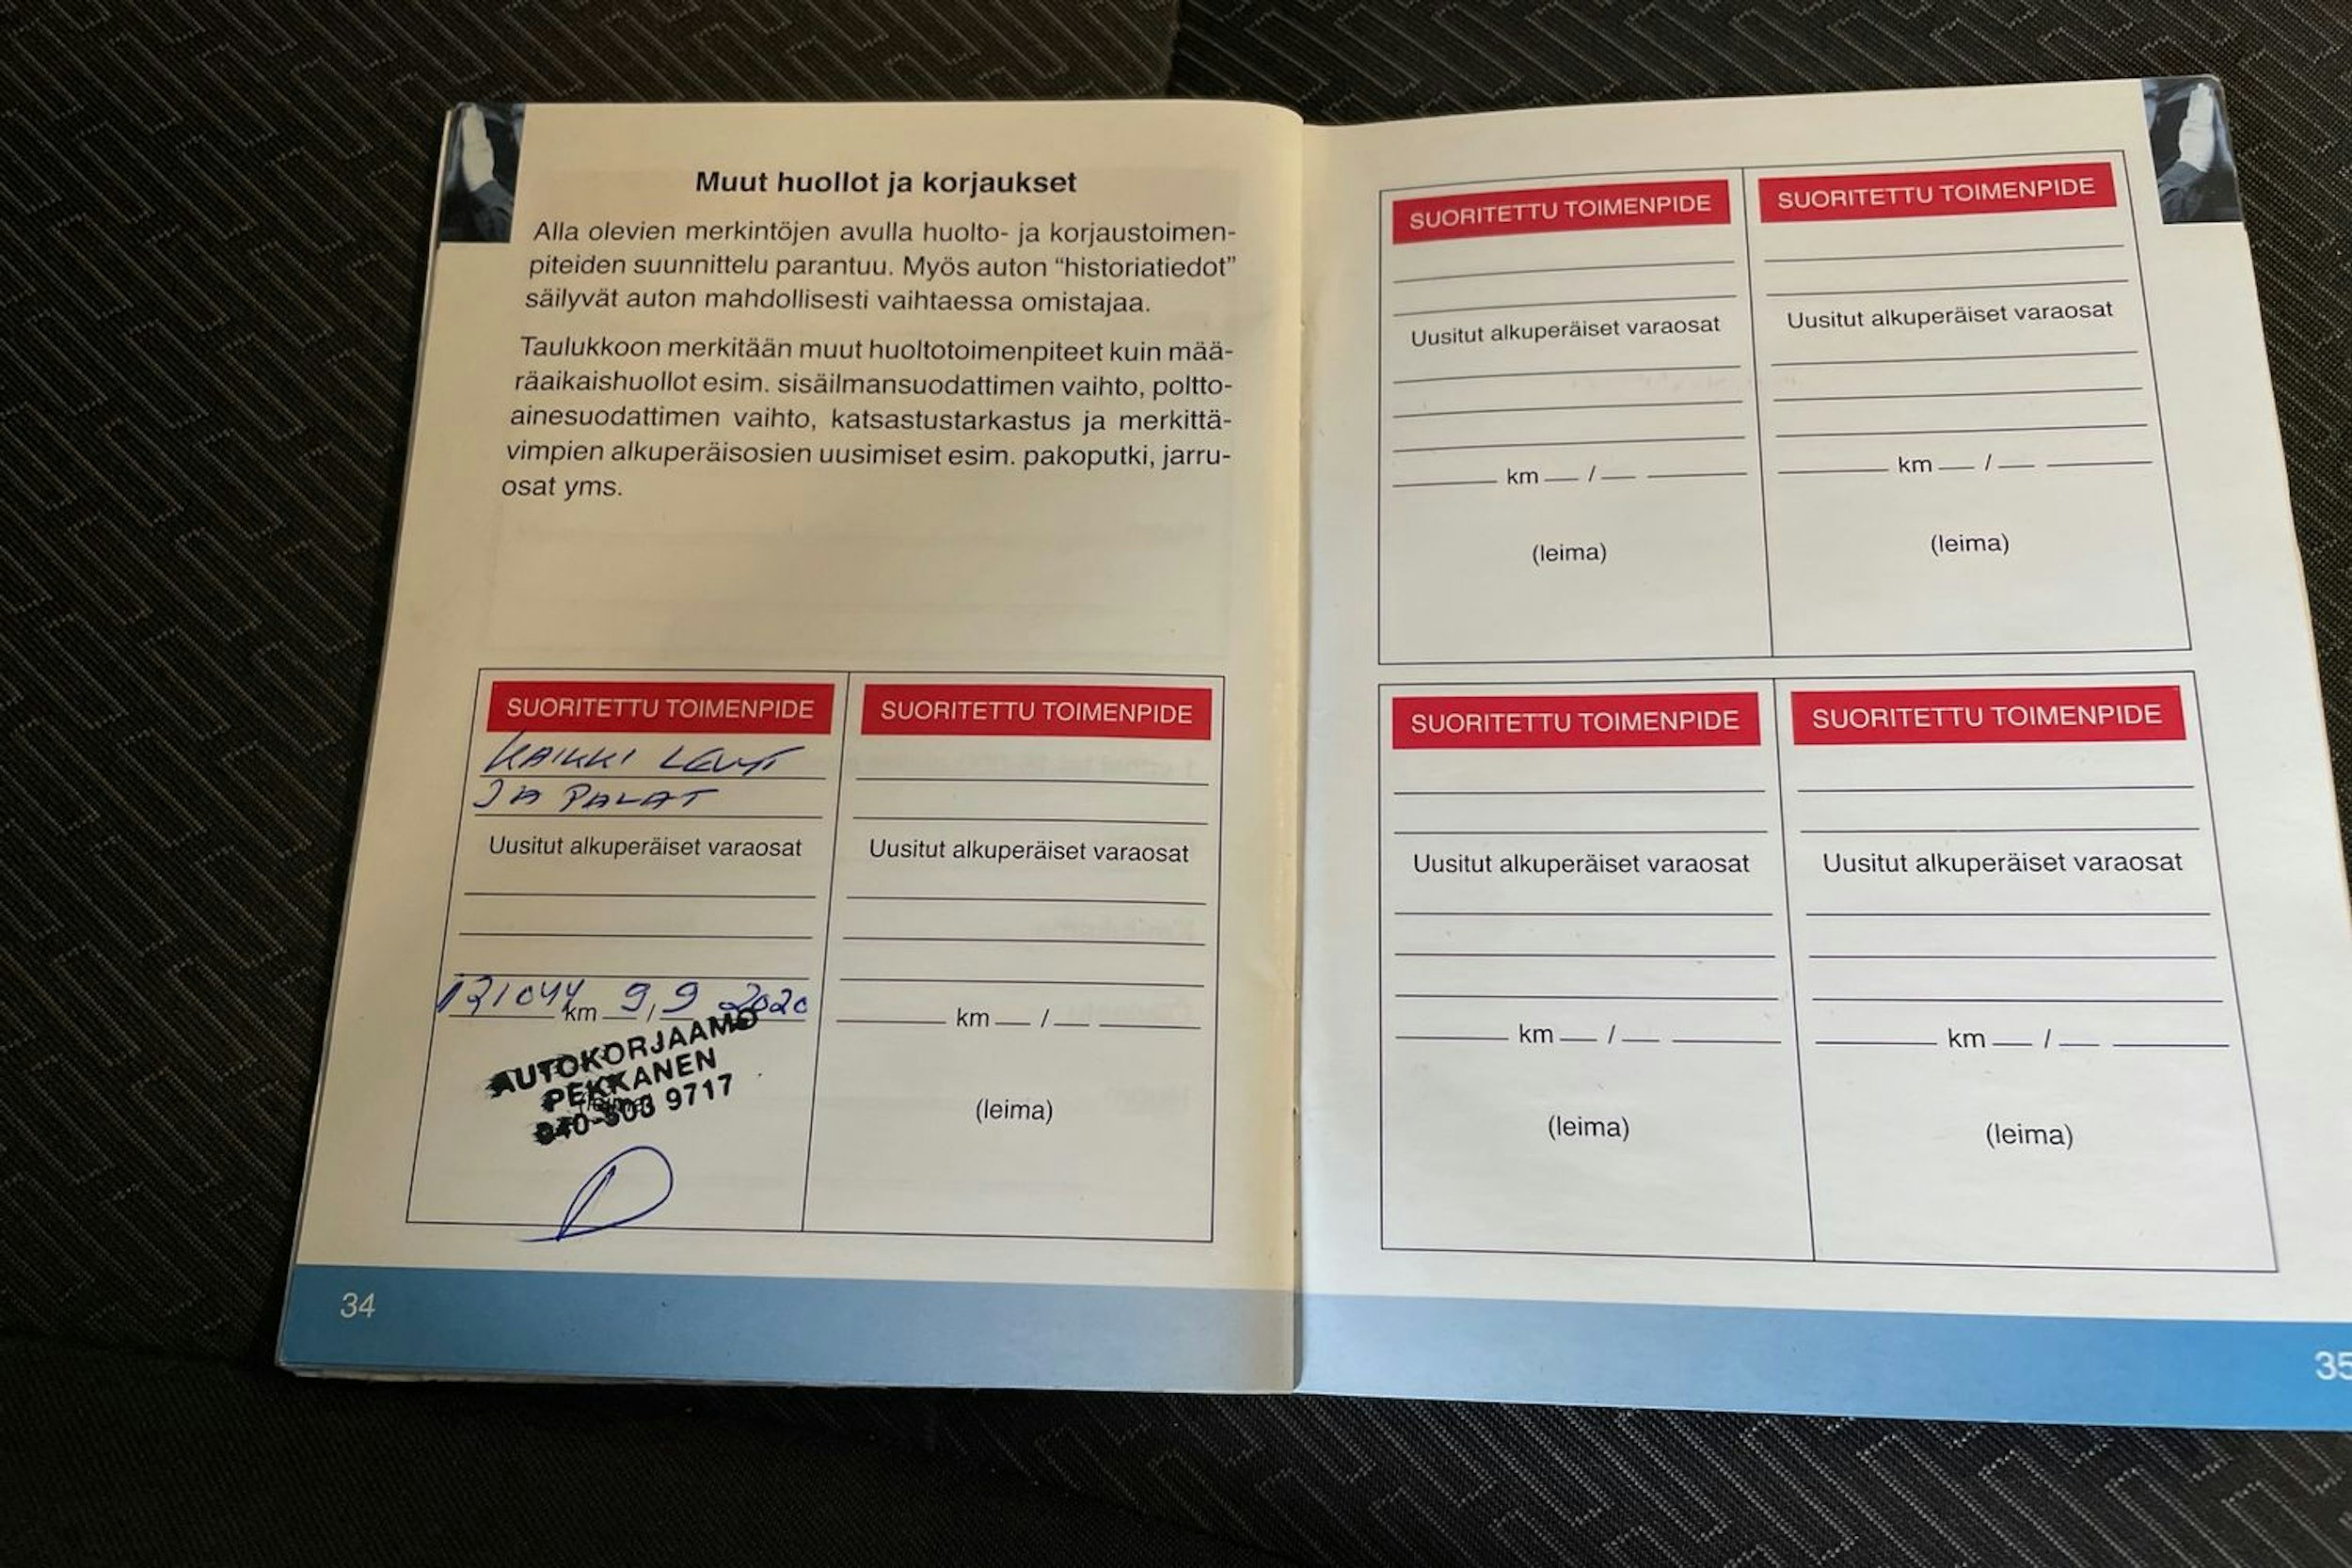 Muut huollot ja korjaukset
Alla olevien merkintöjen avulla huolto- ja korjaustoimen-
piteiden suunnittelu parantuu. Myös auton “historiatiedot”
säilyvät auton mahdollisesti vaihtaessa omistajaa.
Taulukkoon merkitään muut huoltotoimenpiteet kuin mää-
räaikaishuollot esim. sisäilmansuodattimen vaihto, poltto-
ainesuodattimen vaihto, katsastustarkastus ja merkittä-
vimpien alkuperäisosien uusimiset esim. pakoputki, jarru-
osat yms.
SUORITETTU TOIMENPIDE
KAIKKI LEVYT
JA PALAT
Uusitut alkuperäiset varaosat
131044 km 9 / 9 2020
AUTOKORJAAMO
PEKKANEN
(leima)
040-503 9717
SUORITETTU TOIMENPIDE
Uusitut alkuperäiset varaosat
km /
(leima)
34
SUORITETTU TOIMENPIDE
Uusitut alkuperäiset varaosat
km /
(leima)
SUORITETTU TOIMENPIDE
Uusitut alkuperäiset varaosat
km /
(leima)
SUORITETTU TOIMENPIDE
Uusitut alkuperäiset varaosat
km /
(leima)
SUORITETTU TOIMENPIDE
Uusitut alkuperäiset varaosat
km /
(leima)
35